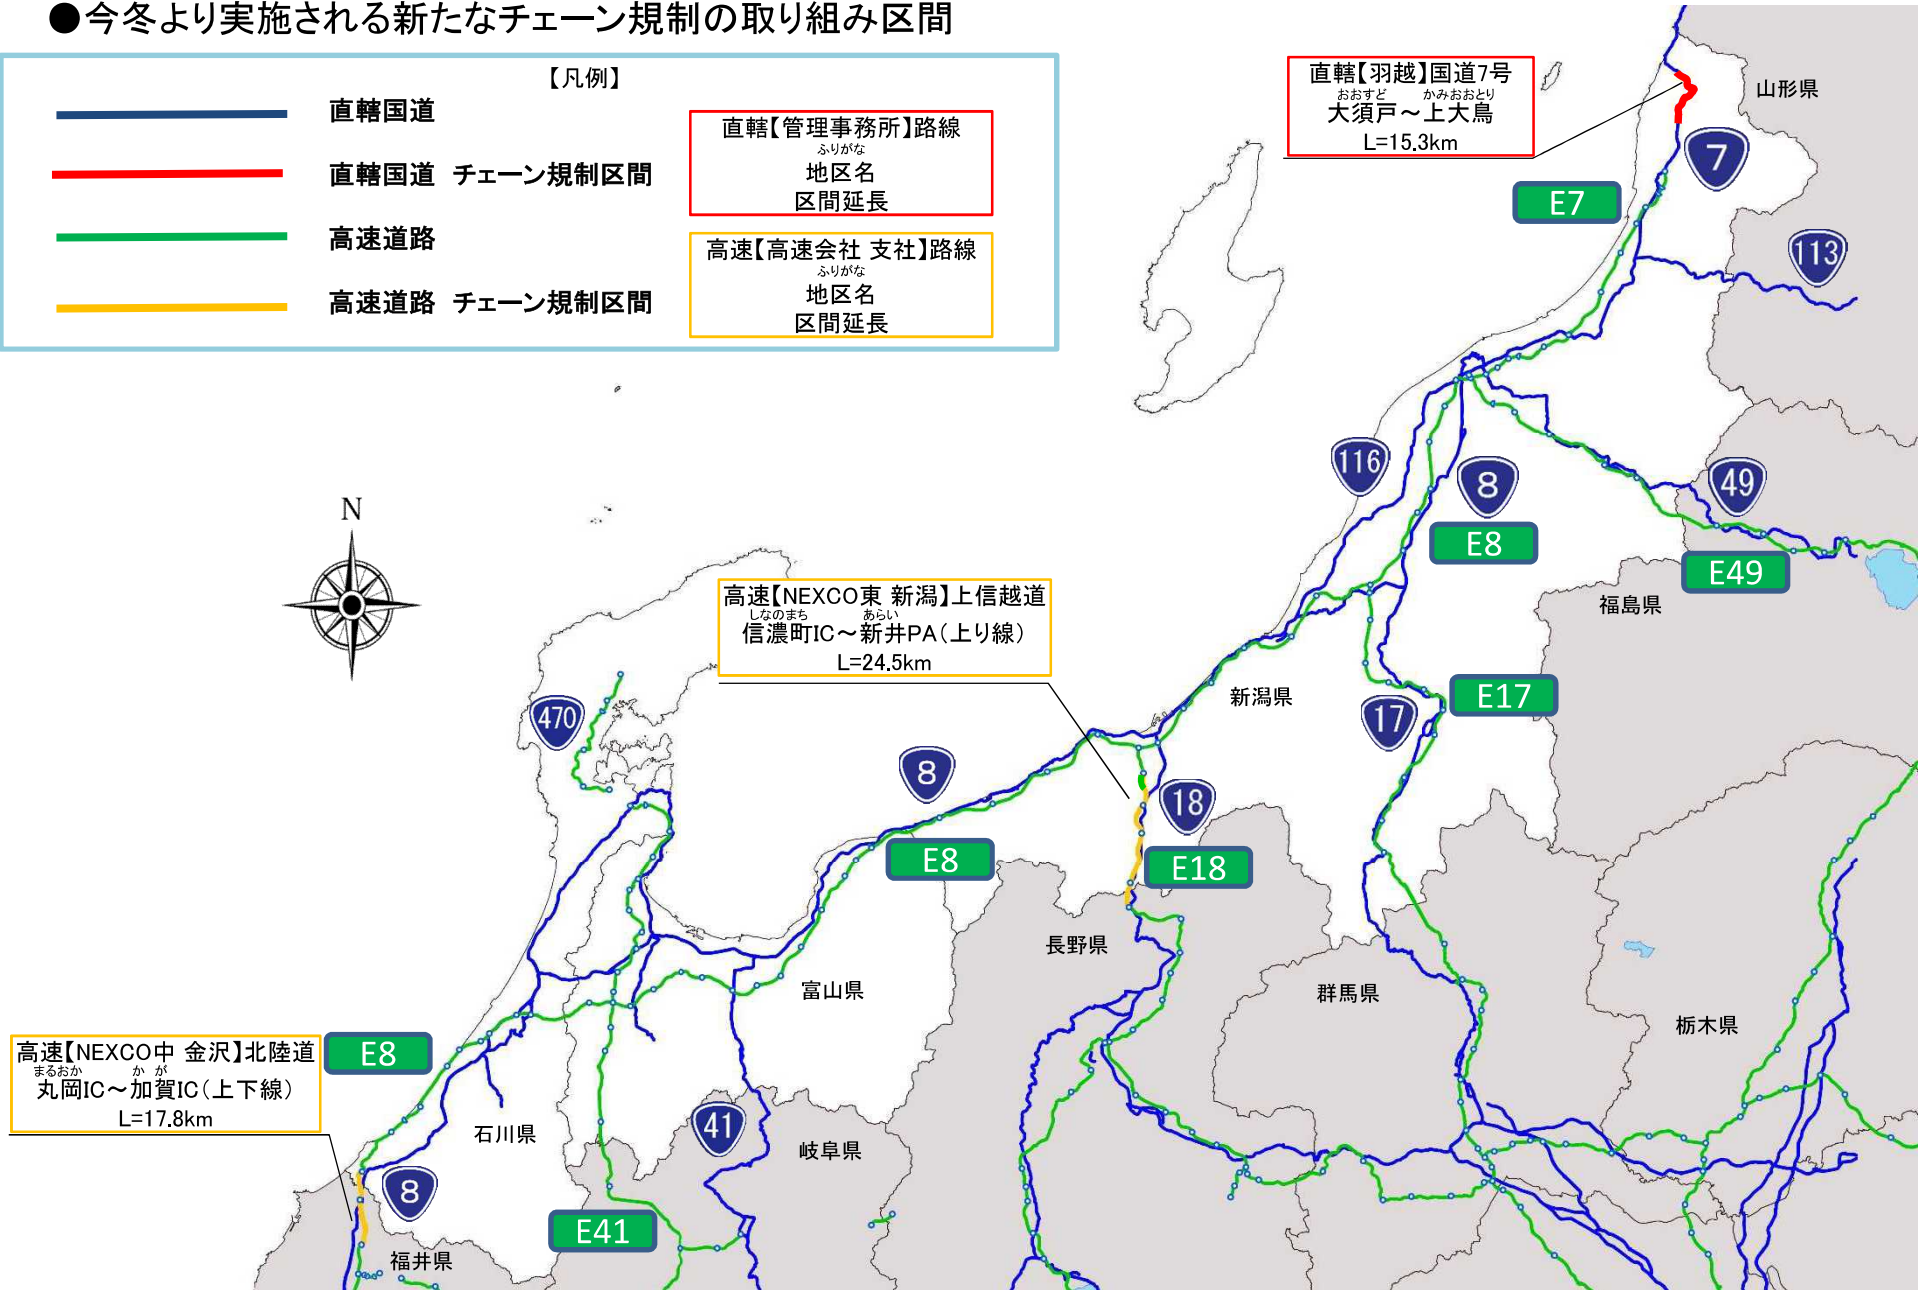 ●今冬より実施される新たなチェーン規制の取り組み区間
【凡例】
直轄国道
直轄国道 チェーン規制区間
高速道路
高速道路 チェーン規制区間
直轄【管理事務所】路線
ふりがな
地区名
区間延長
高速【高速会社 支社】路線
ふりがな
地区名
区間延長
直轄【羽越】国道7号
おおすど かみおおとり
大須戸～上大鳥
L=15.3km
山形県
7
E7
113
116
8
E8
49
E49
福島県
N
高速【NEXCO東 新潟】上信越道
しなのまち あらい
信濃町IC～新井PA（上り線）
L=24.5km
新潟県
E17
17
470
8
18
E8
E18
長野県
富山県
群馬県
栃木県
高速【NEXCO中 金沢】北陸道
まるおか かが
丸岡IC～加賀IC（上下線）
L=17.8km
E8
石川県
41
岐阜県
8
E41
福井県